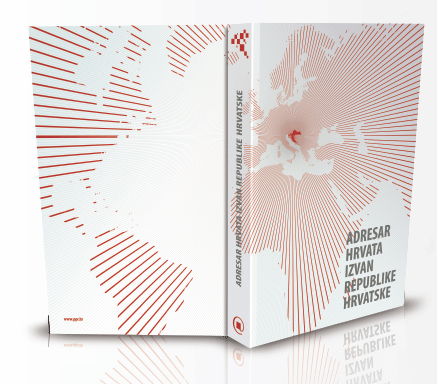 ADRESAR HRVATA IZVAN REPUBLIKE HRVATSKE
ADRESAR
HRVATA
IZVAN
REPUBLIKE
HRVATSKE